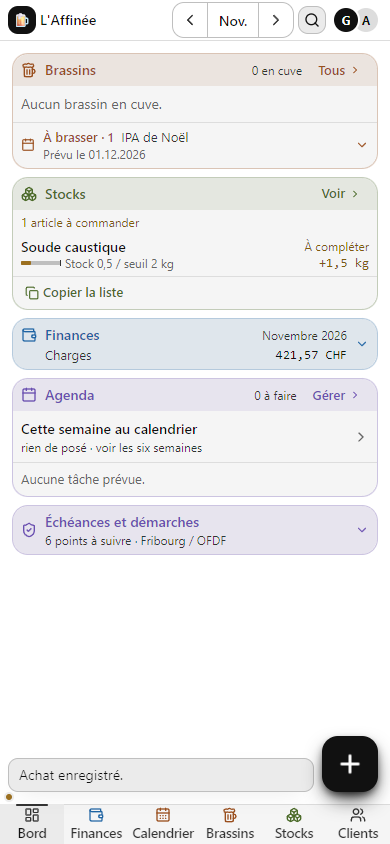 L'Affinée
Nov.
G
A
Brassins
0 en cuve
Tous
Aucun brassin en cuve.
À brasser · 1 IPA de Noël
Prévu le 01.12.2026
Stocks
Voir
1 article à commander
Soude caustique
À compléter
Stock 0,5 / seuil 2 kg
+1,5 kg
Copier la liste
Finances
Novembre 2026
Charges
421,57 CHF
Agenda
0 à faire
Gérer
Cette semaine au calendrier
rien de posé · voir les six semaines
Aucune tâche prévue.
Échéances et démarches
6 points à suivre · Fribourg / OFDF
Achat enregistré.
Bord
Finances
Calendrier
Brassins
Stocks
Clients